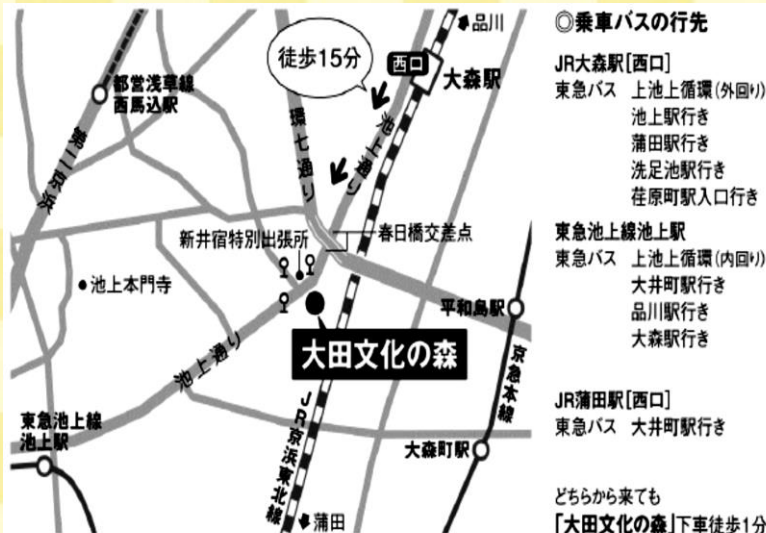 品川
徒歩15分
西口
大森駅
都営浅草線
西馬込駅
第二京浜
環七通り
池上通り
新井宿特別出張所
春日橋交差点
池上本門寺
平和島駅
大田文化の森
池上通り
京急本線
JR京浜東北線
東急池上線
池上駅
大森町駅
蒲田
◎乗車バスの行先
JR大森駅[西口]
東急バス 上池上循環(外回り)
池上駅行き
蒲田駅行き
洗足池駅行き
荏原町駅入口行き
東急池上線池上駅
東急バス 上池上循環(内回り)
大井町駅行き
品川駅行き
大森駅行き
JR蒲田駅[西口]
東急バス 大井町駅行き
どちらから来ても
「大田文化の森」下車徒歩1分